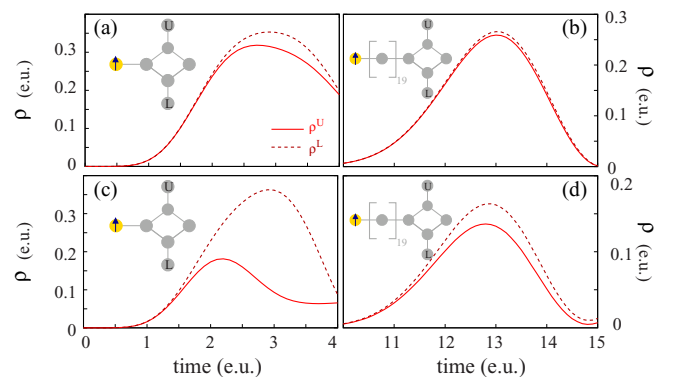 (a)
U
L
ρ (e.u.)
0.3
0.2
0.1
0
ρᵁ
ρᴸ
(b)
U
L
19
0.3
0.2
0.1
0
ρ (e.u.)
(c)
U
L
ρ (e.u.)
0.3
0.2
0.1
0
0 1 2 3 4
time (e.u.)
(d)
U
L
19
0.2
0.1
0
ρ (e.u.)
11 12 13 14 15
time (e.u.)